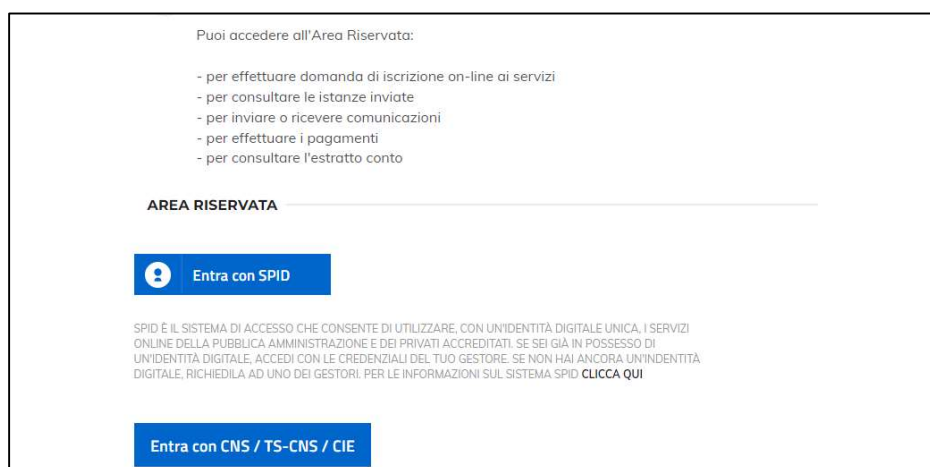 Puoi accedere all'Area Riservata:
- per effettuare domanda di iscrizione on-line ai servizi
- per consultare le istanze inviate
- per inviare o ricevere comunicazioni
- per effettuare i pagamenti
- per consultare l'estratto conto
AREA RISERVATA
Entra con SPID
SPID È IL SISTEMA DI ACCESSO CHE CONSENTE DI UTILIZZARE, CON UN'IDENTITÀ DIGITALE UNICA, I SERVIZI
ONLINE DELLA PUBBLICA AMMINISTRAZIONE E DEI PRIVATI ACCREDITATI. SE SEI GIÀ IN POSSESSO DI
UN'IDENTITÀ DIGITALE, ACCEDI CON LE CREDENZIALI DEL TUO GESTORE. SE NON HAI ANCORA UN'INDENTITÀ
DIGITALE, RICHIEDILA AD UNO DEI GESTORI. PER LE INFORMAZIONI SUL SISTEMA SPID CLICCA QUI
Entra con CNS / TS-CNS / CIE